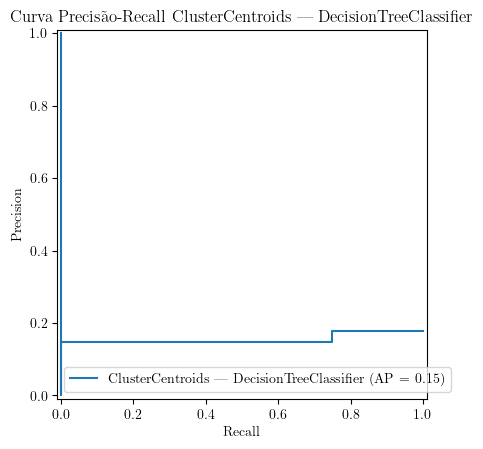 Curva Precisão-Recall ClusterCentroids — DecisionTreeClassifier
1.0
0.8
0.6
0.4
0.2
0.0
Precision
ClusterCentroids — DecisionTreeClassifier (AP = 0.15)
0.0 0.2 0.4 0.6 0.8 1.0
Recall